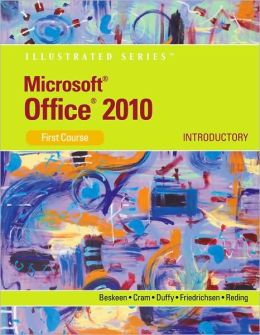 ILLUSTRATED SERIES™
Microsoft®
Office® 2010
First Course
INTRODUCTORY
Beskeen • Cram • Duffy • Friedrichsen • Reding